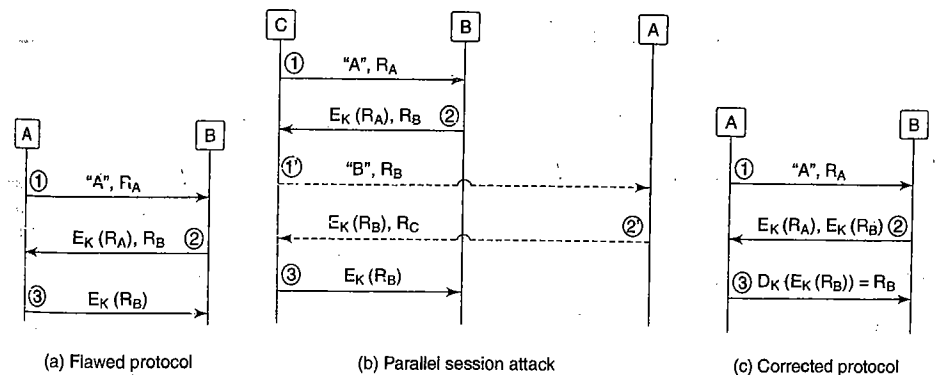 A
B
① "A", RA
EK (RA), RB ②
③ EK (RB)
(a) Flawed protocol
C
B
A
① "A", RA
EK (RA), RB ②
①' "B", RB
EK (RB), RC ②'
③ EK (RB)
(b) Parallel session attack
A
B
① "A", RA
EK (RA), EK (RB) ②
③ DK (EK (RB)) = RB
(c) Corrected protocol